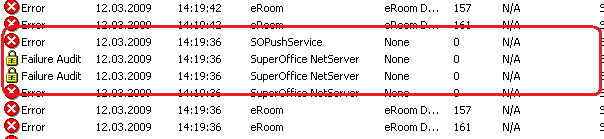 Error 12.03.2009 14:19:42 eRoom eRoom D... 157 N/A
Error 12.03.2009 14:19:36 eRoom eRoom D... 161 N/A
Error 12.03.2009 14:19:36 SOPushService None 0 N/A
Failure Audit 12.03.2009 14:19:36 SuperOffice NetServer None 0 N/A
Failure Audit 12.03.2009 14:19:36 SuperOffice NetServer None 0 N/A
Error 12.03.2009 14:19:36 SuperOffice NetServer None 0 N/A
Error 12.03.2009 14:19:36 eRoom eRoom D... 157 N/A
Error 12.03.2009 14:19:36 eRoom eRoom D... 161 N/A